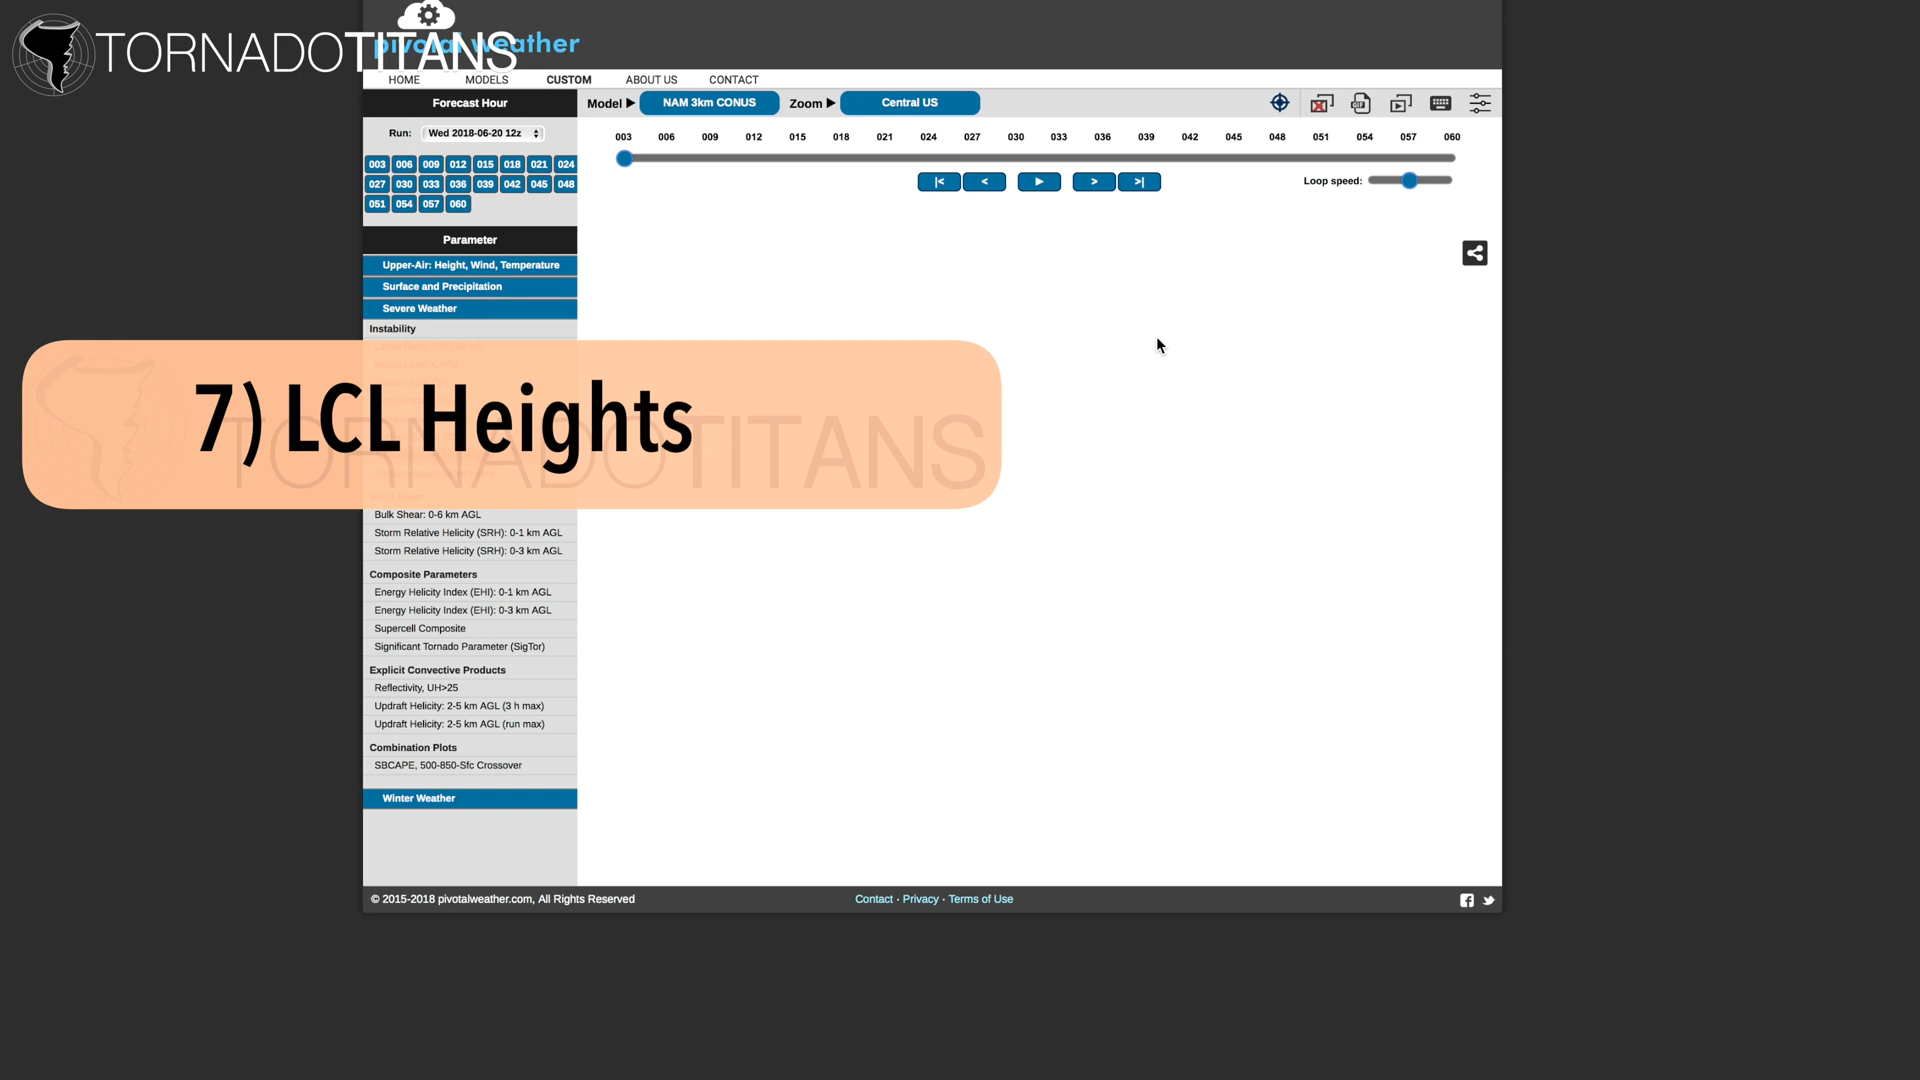 TORNADOTITANS
pivotal weather
HOME MODELS CUSTOM ABOUT US CONTACT
Forecast Hour
Model ▶ NAM 3km CONUS Zoom ▶ Central US
GIF
Run: Wed 2018-06-20 12z
003 006 009 012 015 018 021 024 027 030 033 036 039 042 045 048 051 054 057 060
003 006 009 012 015 018 021 024
027 030 033 036 039 042 045 048
051 054 057 060
|< < ▶ > >|
Loop speed:
Parameter
Upper-Air: Height, Wind, Temperature
Surface and Precipitation
Severe Weather
Instability
7) LCL Heights
TORNADOTITANS
Bulk Shear: 0-6 km AGL
Storm Relative Helicity (SRH): 0-1 km AGL
Storm Relative Helicity (SRH): 0-3 km AGL
Composite Parameters
Energy Helicity Index (EHI): 0-1 km AGL
Energy Helicity Index (EHI): 0-3 km AGL
Supercell Composite
Significant Tornado Parameter (SigTor)
Explicit Convective Products
Reflectivity, UH>25
Updraft Helicity: 2-5 km AGL (3 h max)
Updraft Helicity: 2-5 km AGL (run max)
Combination Plots
SBCAPE, 500-850-Sfc Crossover
Winter Weather
© 2015-2018 pivotalweather.com, All Rights Reserved
Contact · Privacy · Terms of Use